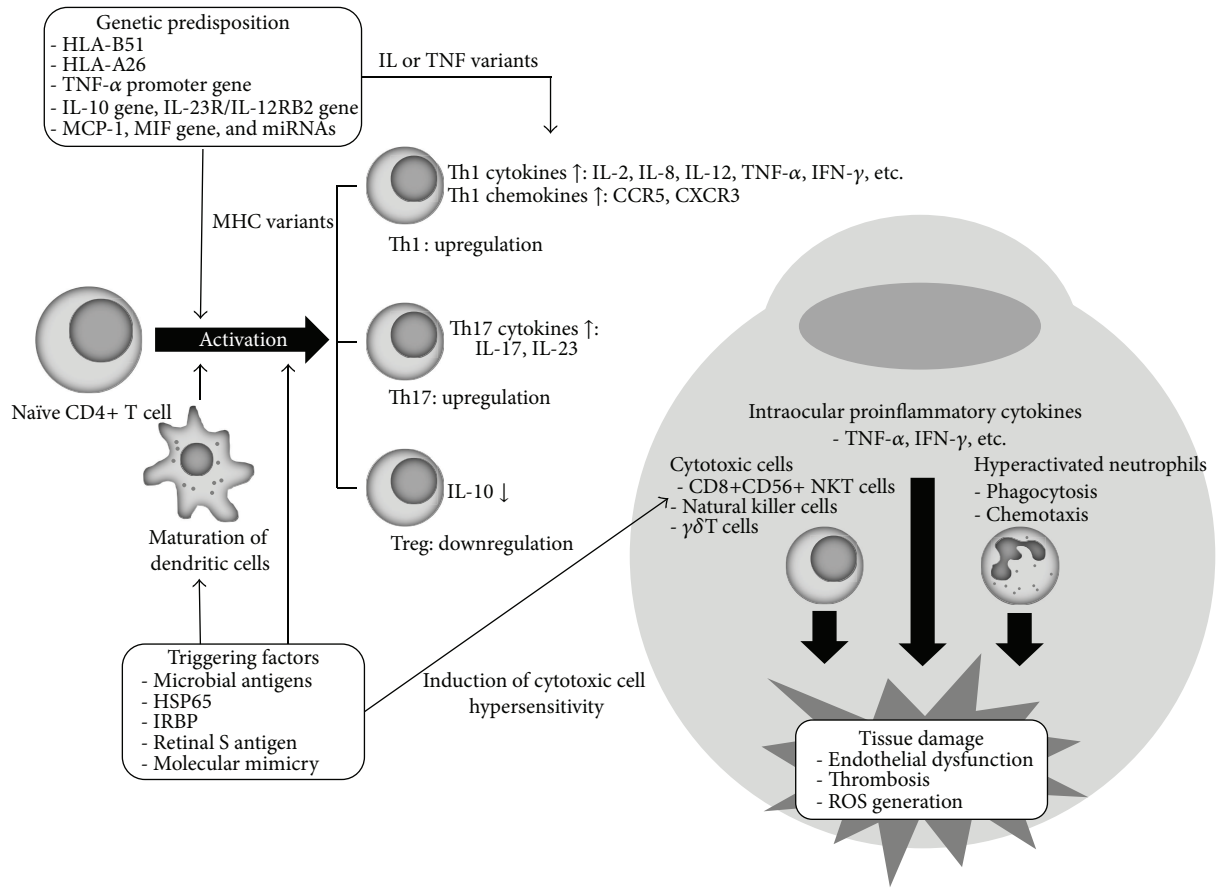 Genetic predisposition
- HLA-B51
- HLA-A26
- TNF-α promoter gene
- IL-10 gene, IL-23R/IL-12RB2 gene
- MCP-1, MIF gene, and miRNAs
IL or TNF variants
MHC variants
Th1 cytokines ↑: IL-2, IL-8, IL-12, TNF-α, IFN-γ, etc.
Th1 chemokines ↑: CCR5, CXCR3
Th1: upregulation
Activation
Naïve CD4+ T cell
Th17 cytokines ↑:
IL-17, IL-23
Th17: upregulation
IL-10 ↓
Treg: downregulation
Maturation of
dendritic cells
Triggering factors
- Microbial antigens
- HSP65
- IRBP
- Retinal S antigen
- Molecular mimicry
Induction of cytotoxic cell
hypersensitivity
Intraocular proinflammatory cytokines
- TNF-α, IFN-γ, etc.
Cytotoxic cells
- CD8+CD56+ NKT cells
- Natural killer cells
- γδT cells
Hyperactivated neutrophils
- Phagocytosis
- Chemotaxis
Tissue damage
- Endothelial dysfunction
- Thrombosis
- ROS generation